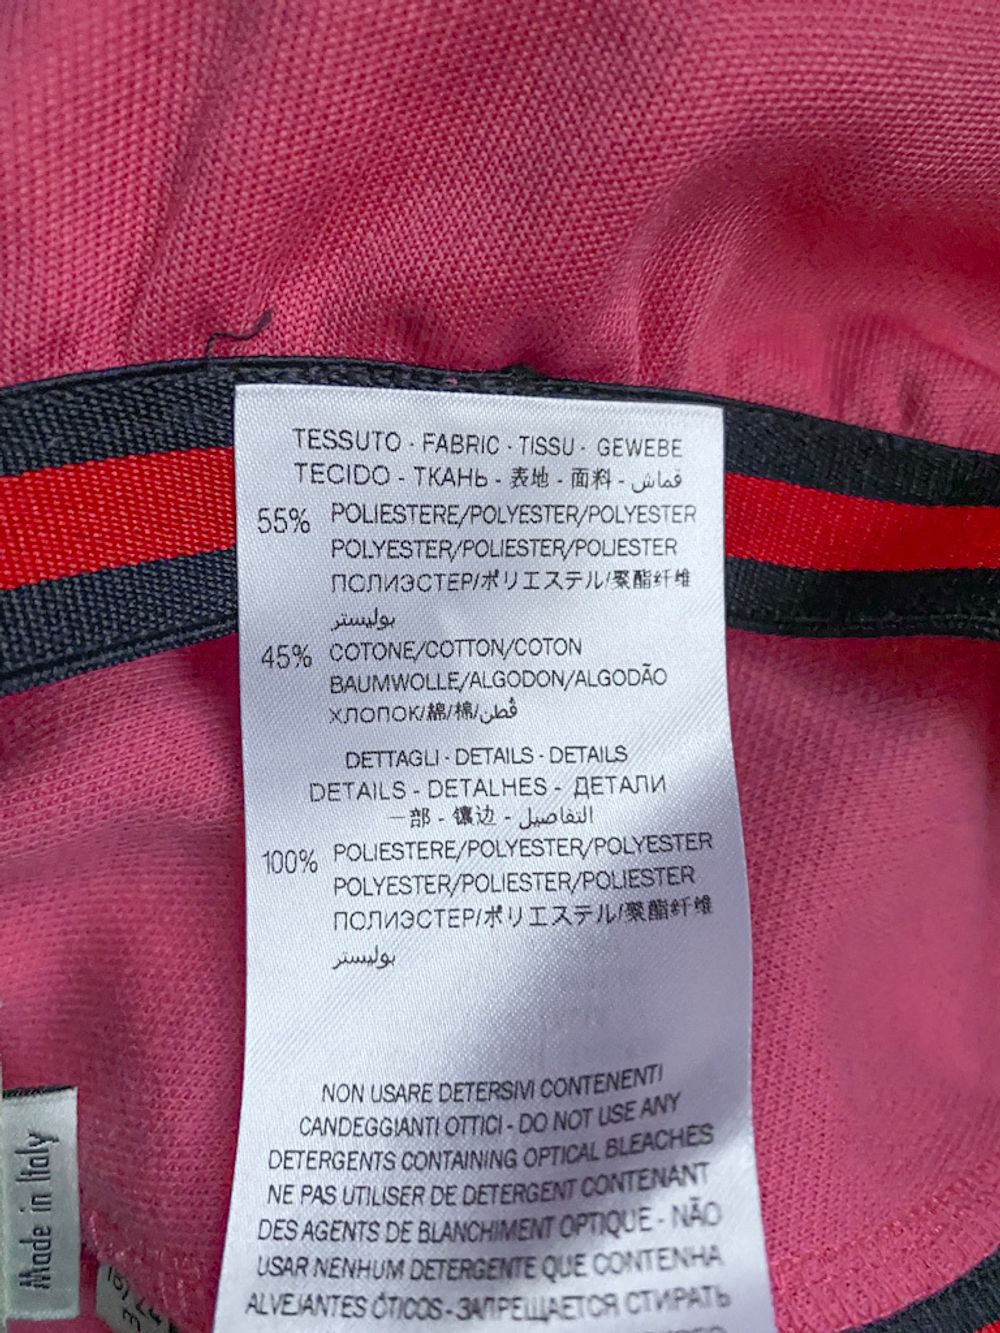 TESSUTO - FABRIC - TISSU - GEWEBE
TECIDO - ТКАНЬ - 表地 - 面料 - قماش
55% POLIESTERE/POLYESTER/POLYESTER
POLYESTER/POLIESTER/POLIESTER
ПОЛИЭСТЕР/ポリエステル/聚酯纤维
بوليستر
45% COTONE/COTTON/COTON
BAUMWOLLE/ALGODON/ALGODÃO
ХЛОПОК/綿/棉/قطن
DETTAGLI - DETAILS - DETAILS
DETAILS - DETALHES - ДЕТАЛИ
一部 - 镶边 - التفاصيل
100% POLIESTERE/POLYESTER/POLYESTER
POLYESTER/POLIESTER/POLIESTER
ПОЛИЭСТЕР/ポリエステル/聚酯纤维
بوليستر
NON USARE DETERSIVI CONTENENTI
CANDEGGIANTI OTTICI - DO NOT USE ANY
DETERGENTS CONTAINING OPTICAL BLEACHES
NE PAS UTILISER DE DETERGENT CONTENANT
DES AGENTS DE BLANCHIMENT OPTIQUE - NÃO
USAR NENHUM DETERGENTE QUE CONTENHA
ALVEJANTES ÓTICOS - ЗАПРЕЩАЕТСЯ СТИРАТЬ
Made in Italy